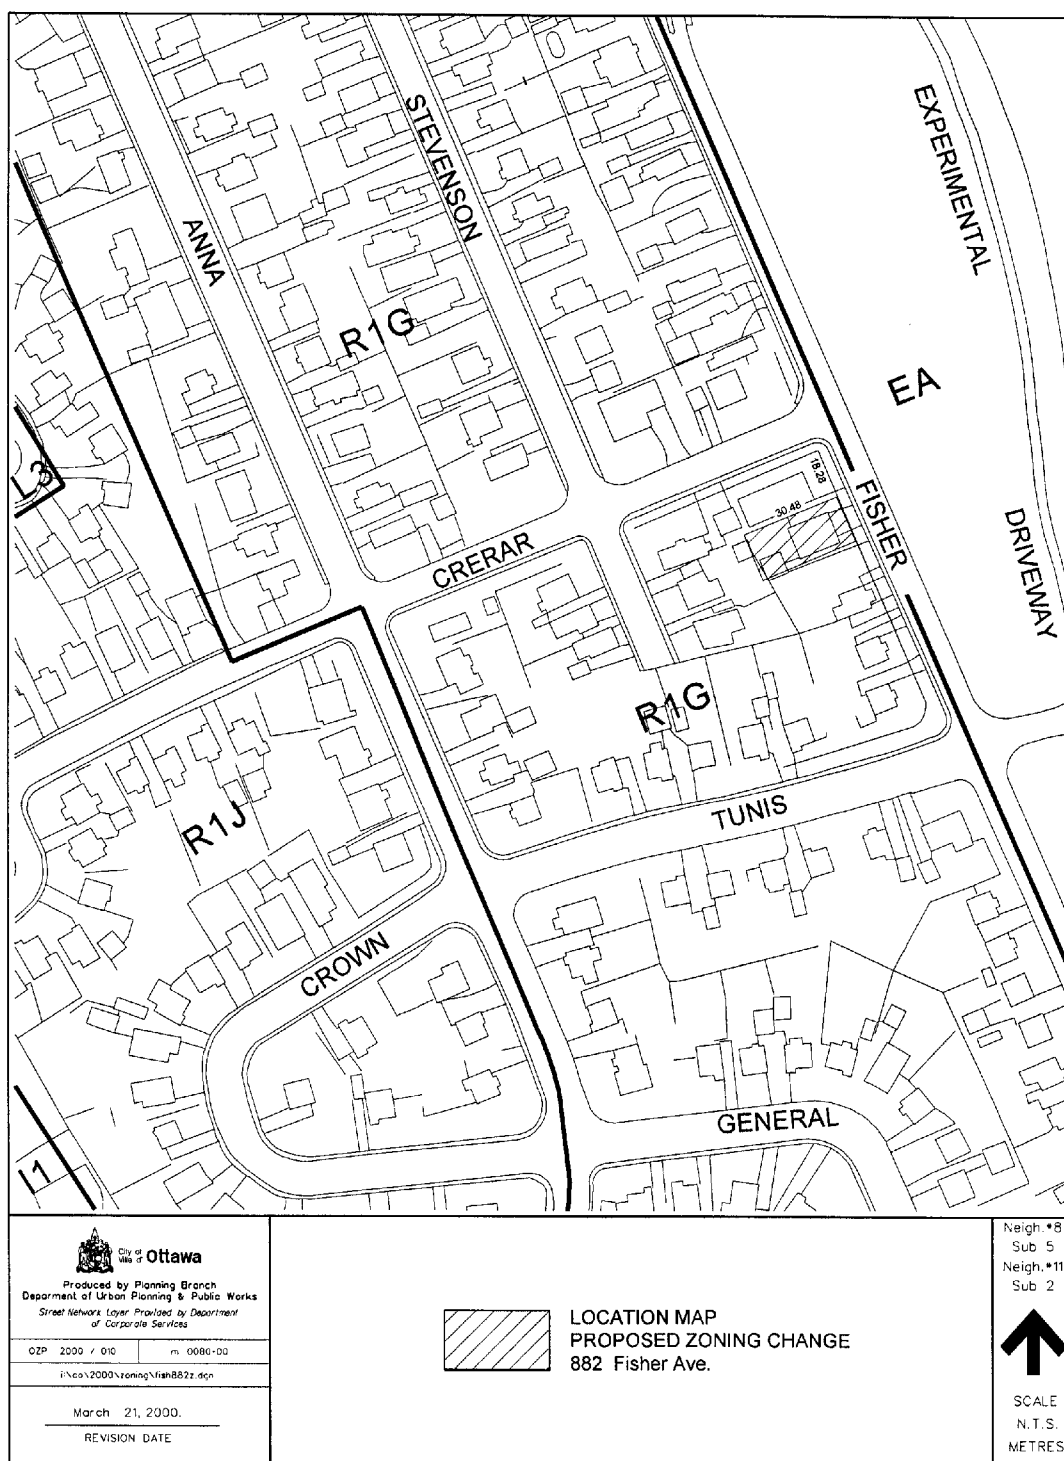 EXPERIMENTAL
STEVENSON
ANNA
R1G
EA
L3
18.28
30.48
FISHER
DRIVEWAY
CRERAR
R1G
R1J
TUNIS
CROWN
GENERAL
I1
City of
Ville d' Ottawa
Produced by Planning Branch
Department of Urban Planning & Public Works
Street Network Layer Provided by Department
of Corporate Services
OZP 2000 / 010
m 0080-00
i:\co\2000\zoning\fish882z.dgn
March 21, 2000.
REVISION DATE
LOCATION MAP
PROPOSED ZONING CHANGE
882 Fisher Ave.
Neigh.#8
Sub 5
Neigh.#11
Sub 2
SCALE
N.T.S.
METRES